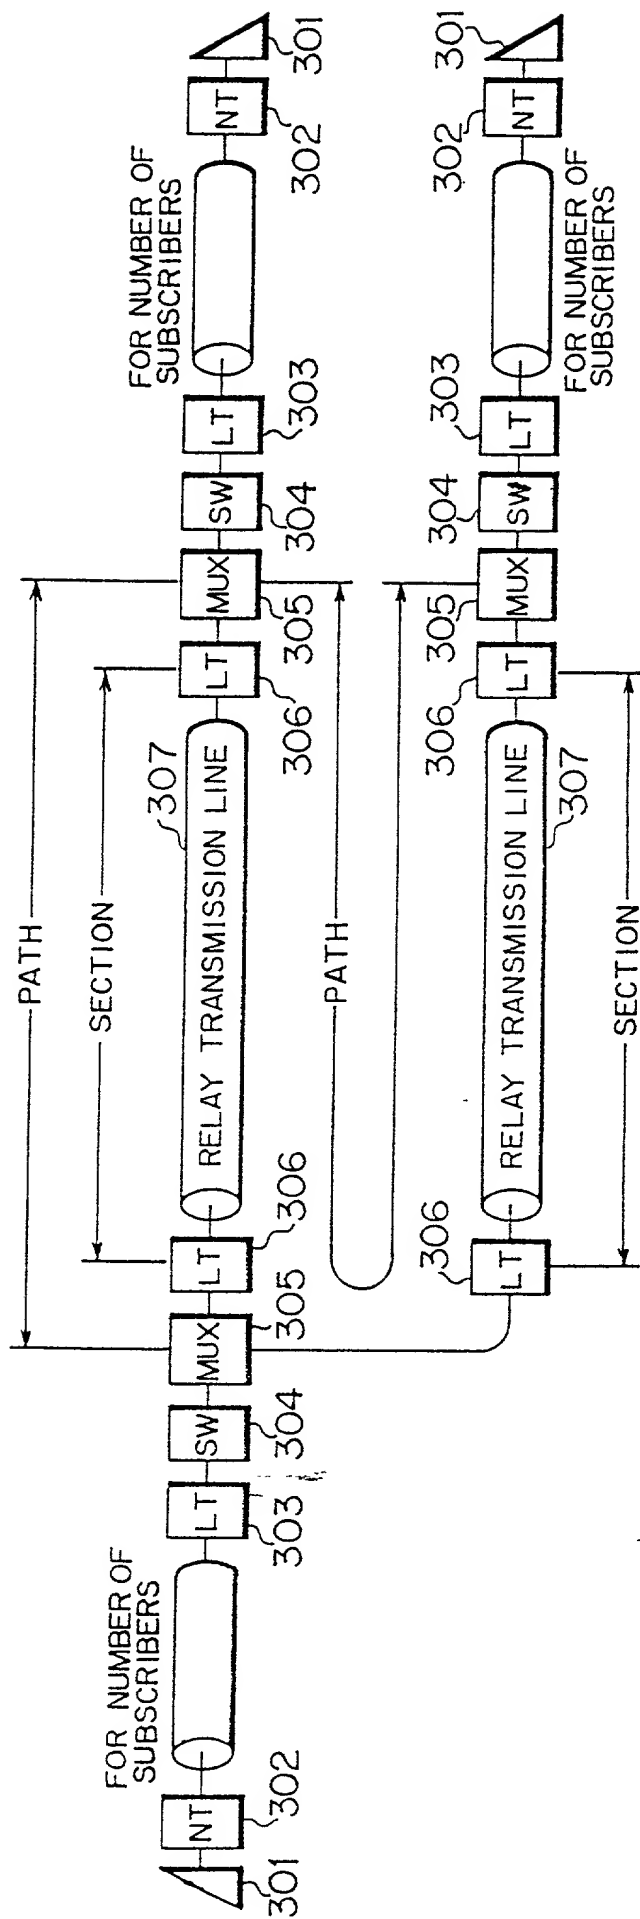 PATH
SECTION
FOR NUMBER OF
SUBSCRIBERS
FOR NUMBER OF
SUBSCRIBERS
NT
LT
SW
MUX
LT
RELAY TRANSMISSION LINE
307
LT
MUX
SW
LT
NT
301
302
303
304
305
306
306
305
304
303
302
301
PATH
306
305
304
303
302
301
LT
RELAY TRANSMISSION LINE
LT
MUX
SW
LT
NT
307
FOR NUMBER OF
SUBSCRIBERS
SECTION
306